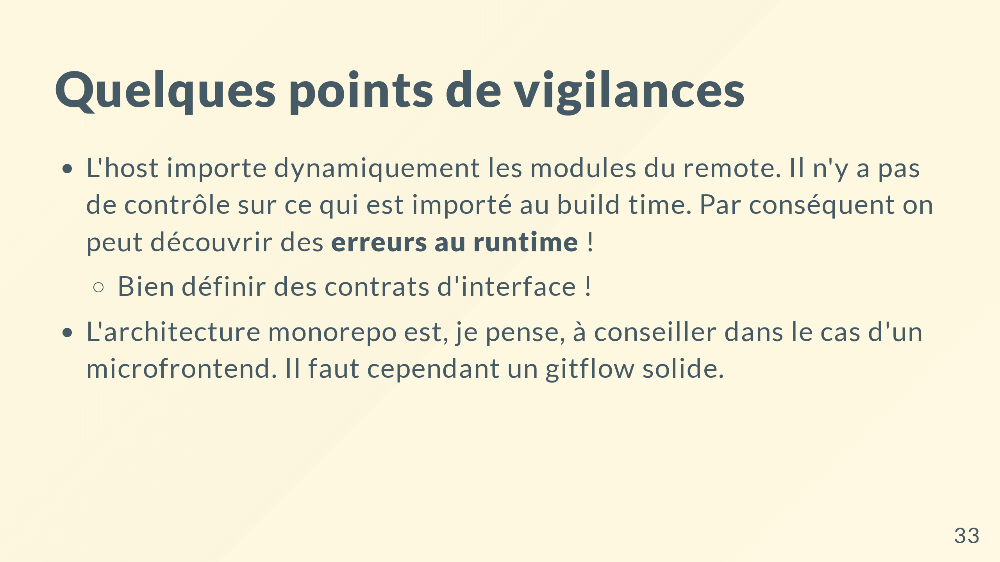 Quelques points de vigilances
L'host importe dynamiquement les modules du remote. Il n'y a pas
de contrôle sur ce qui est importé au build time. Par conséquent on
peut découvrir des erreurs au runtime !
Bien définir des contrats d'interface !
L'architecture monorepo est, je pense, à conseiller dans le cas d'un
microfrontend. Il faut cependant un gitflow solide.
33